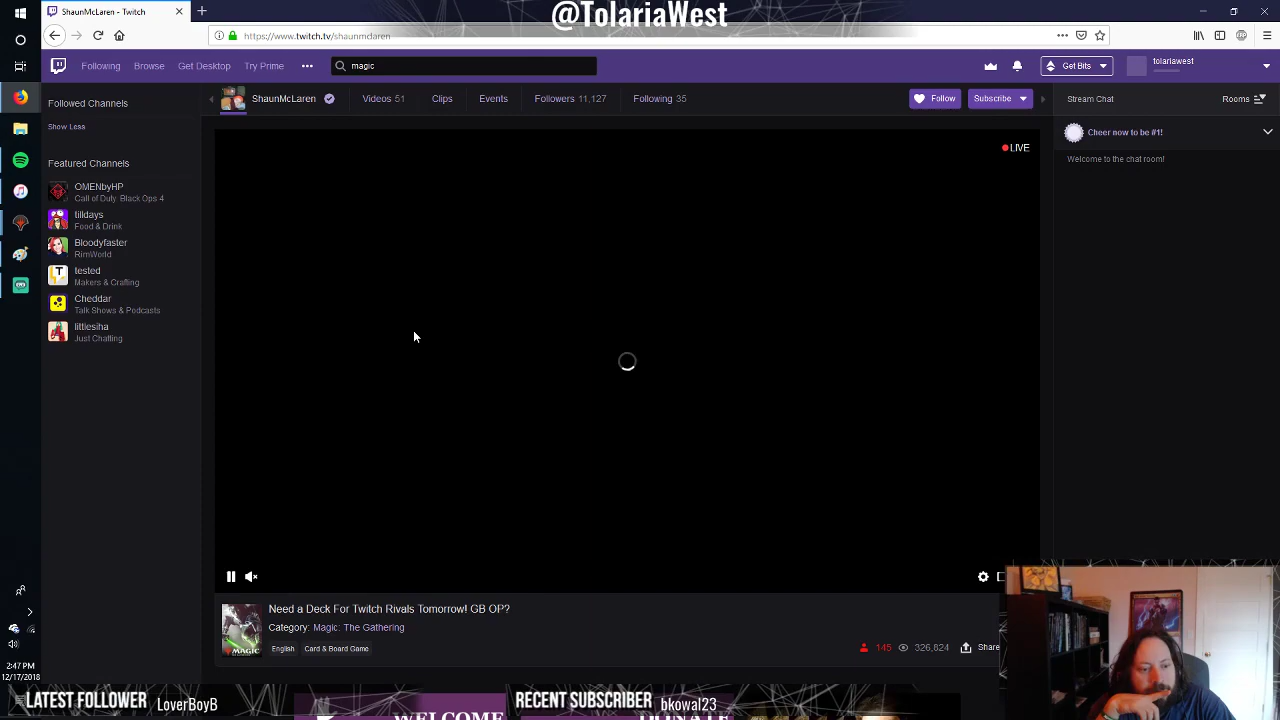 @TolariaWest
ShaunMcLaren - Twitch
https://www.twitch.tv/shaunmclaren
Following
Browse
Get Desktop
Try Prime
magic
Get Bits
tolariawest
Followed Channels
Show Less
Featured Channels
OMENbyHP
Call of Duty: Black Ops 4
tilldays
Food & Drink
Bloodyfaster
RimWorld
tested
Makers & Crafting
Cheddar
Talk Shows & Podcasts
littlesiha
Just Chatting
ShaunMcLaren
Videos 51
Clips
Events
Followers 11,127
Following 35
Follow
Subscribe
LIVE
Stream Chat
Rooms
Cheer now to be #1!
Welcome to the chat room!
Need a Deck For Twitch Rivals Tomorrow! GB OP?
Category: Magic: The Gathering
English
Card & Board Game
145
326,824
Share
MAGIC
2:47 PM
12/17/2018
LATEST FOLLOWER LoverBoyB
WELCOME
RECENT SUBSCRIBER bkowal23
DONATE